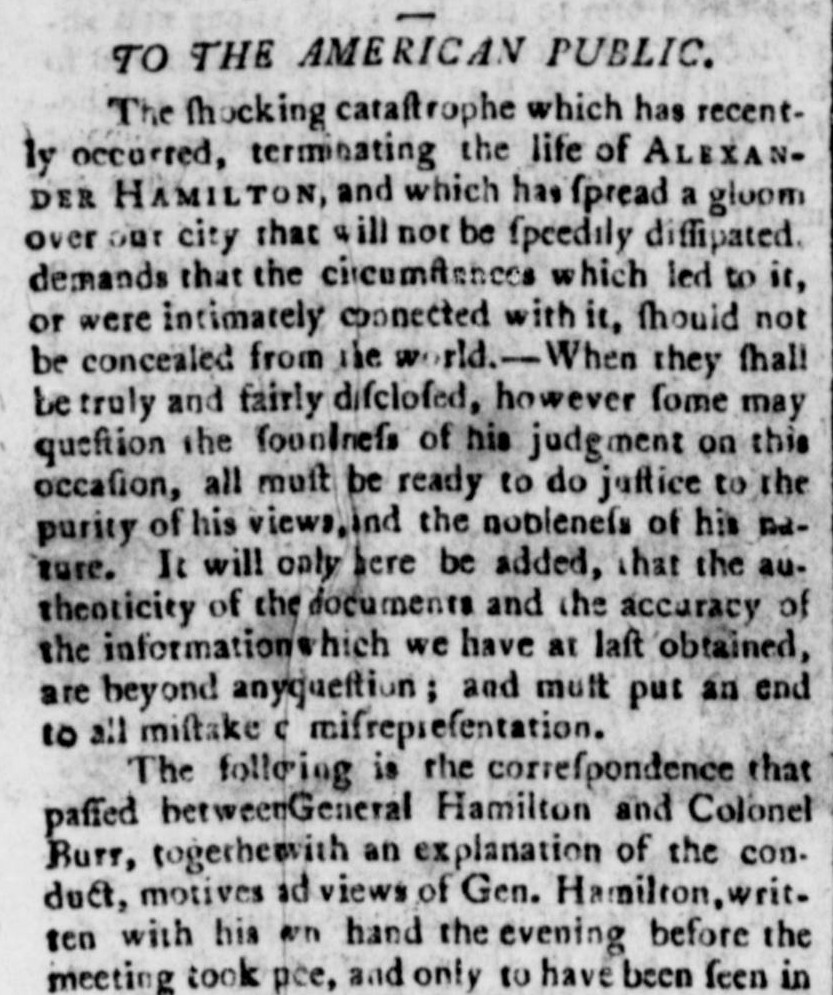 TO THE AMERICAN PUBLIC.
The ſhocking cataſtrophe which has recent-
ly occurred, terminating the life of ALEXAN-
DER HAMILTON, and which has ſpread a gloom
over our city that will not be ſpeedily diſſipated.
demands that the circumſtances which led to it,
or were intimately connected with it, ſhould not
be concealed from the world.—When they ſhall
be truly and fairly diſcloſed, however ſome may
queſtion the ſoundneſs of his judgment on this
occaſion, all muſt be ready to do juſtice to the
purity of his views, and the nobleneſs of his na-
ture. It will only here be added, that the au-
thenticity of the documents and the accuracy of
the information which we have at laſt obtained,
are beyond any queſtion; and muſt put an end
to all miſtake miſrepreſentation.
The following is the correſpondence that
paſſed between General Hamilton and Colonel
Burr, together with an explanation of the con-
duct, motives and views of Gen. Hamilton, writ-
ten with his own hand the evening before the
meeting took and only to have been ſeen in